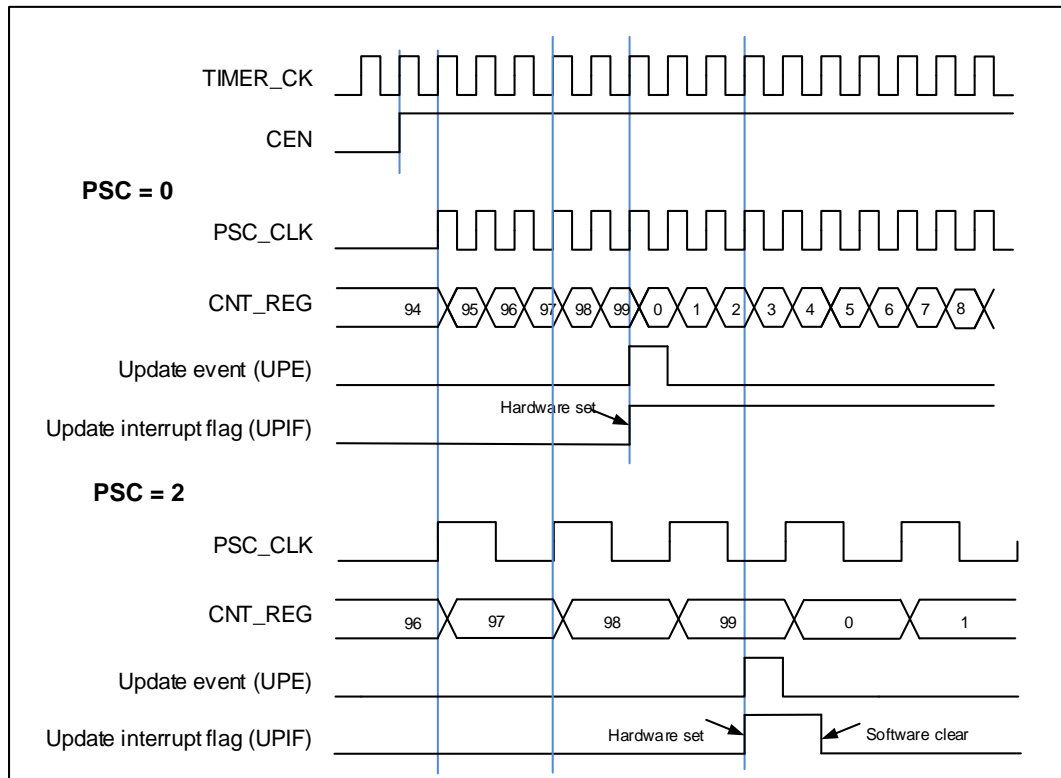 TIMER_CK
CEN
PSC = 0
PSC_CLK
CNT_REG 94 95 96 97 98 99 0 1 2 3 4 5 6 7 8
Update event (UPE)
Hardware set
Update interrupt flag (UPIF)
PSC = 2
PSC_CLK
CNT_REG 96 97 98 99 0 1
Update event (UPE)
Update interrupt flag (UPIF) Hardware set Software clear